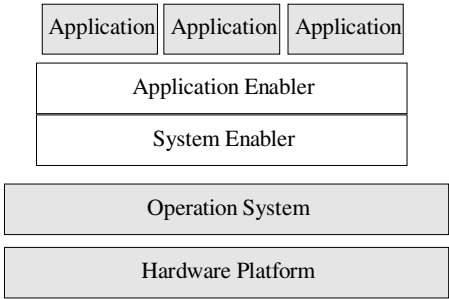 Application Application Application
Application Enabler
System Enabler
Operation System
Hardware Platform